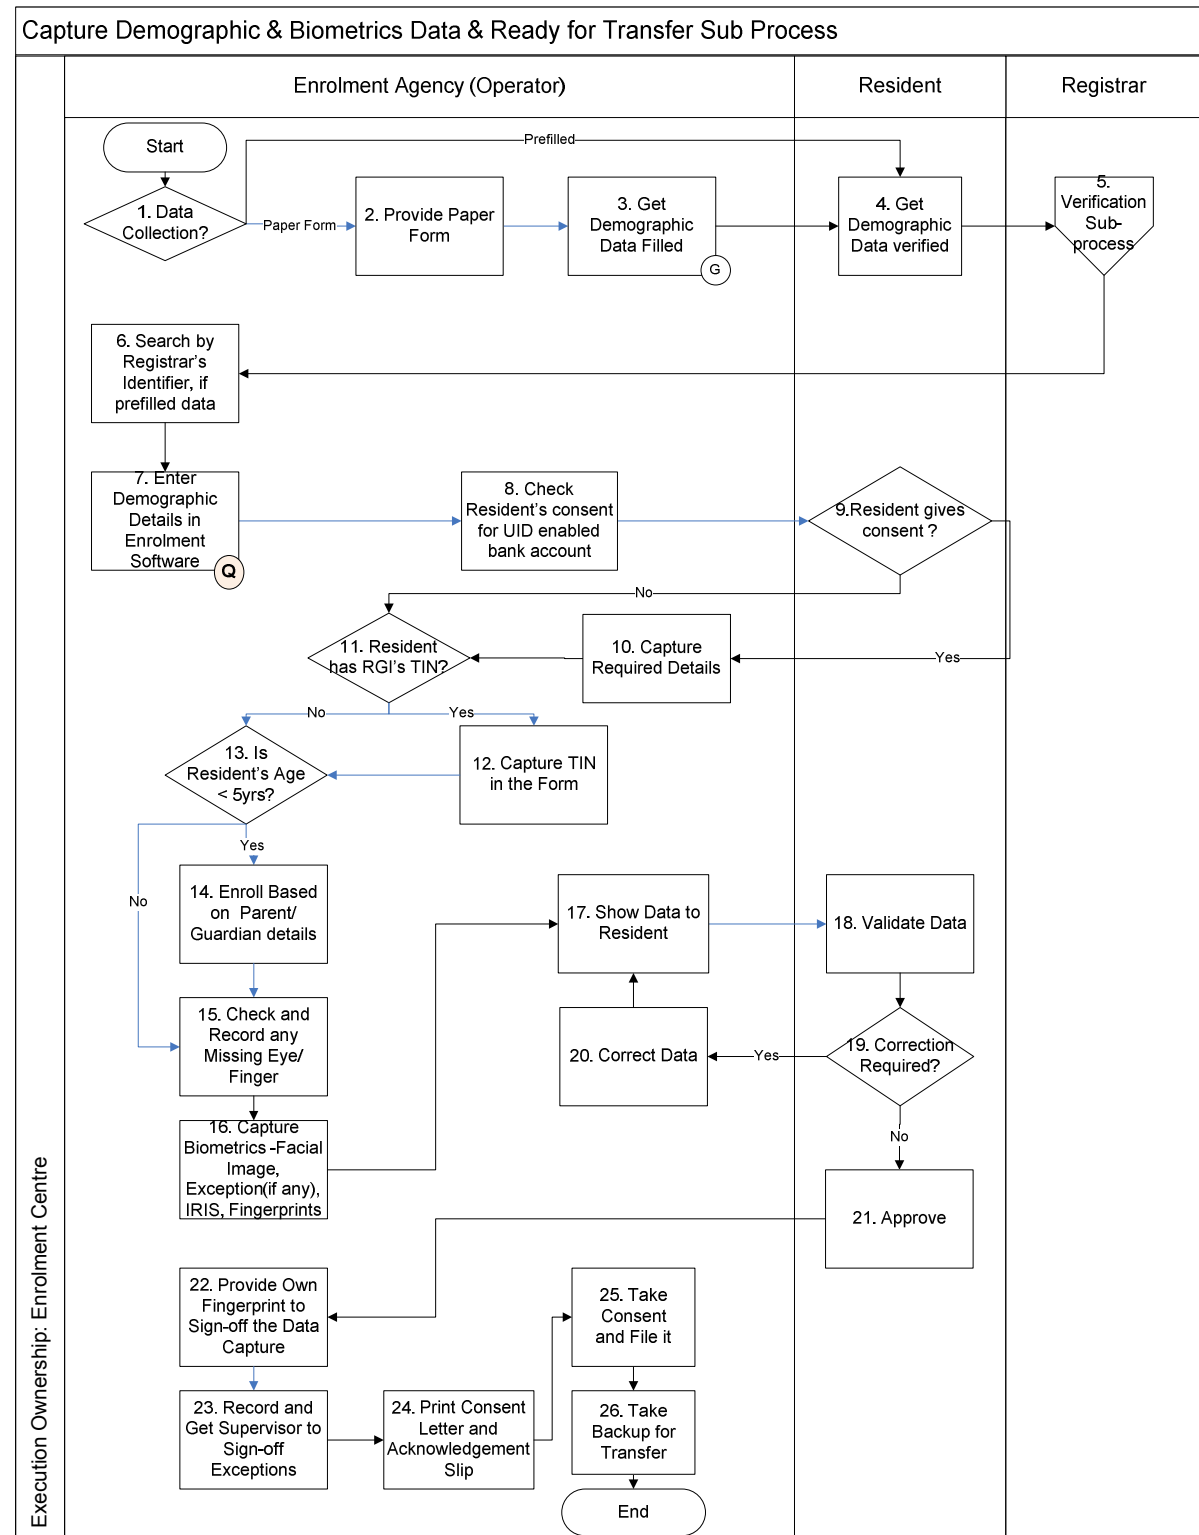 Capture Demographic & Biometrics Data & Ready for Transfer Sub Process
Enrolment Agency (Operator)
Resident
Registrar
Start
Prefilled
1. Data
Collection?
Paper Form
2. Provide Paper
Form
3. Get
Demographic
Data Filled
G
4. Get
Demographic
Data verified
5.
Verification
Sub-
process
6. Search by
Registrar's
Identifier, if
prefilled data
7. Enter
Demographic
Details in
Enrolment
Software
Q
8. Check
Resident's consent
for UID enabled
bank account
9.Resident gives
consent ?
No
Yes
10. Capture
Required Details
11. Resident
has RGI's TIN?
No
Yes
12. Capture TIN
in the Form
13. Is
Resident's Age
< 5yrs?
Yes
No
14. Enroll Based
on Parent/
Guardian details
15. Check and
Record any
Missing Eye/
Finger
16. Capture
Biometrics -Facial
Image,
Exception(if any),
IRIS, Fingerprints
17. Show Data to
Resident
18. Validate Data
19. Correction
Required?
Yes
20. Correct Data
No
21. Approve
22. Provide Own
Fingerprint to
Sign-off the Data
Capture
23. Record and
Get Supervisor to
Sign-off
Exceptions
24. Print Consent
Letter and
Acknowledgement
Slip
25. Take
Consent
and File it
26. Take
Backup for
Transfer
End
Execution Ownership: Enrolment Centre